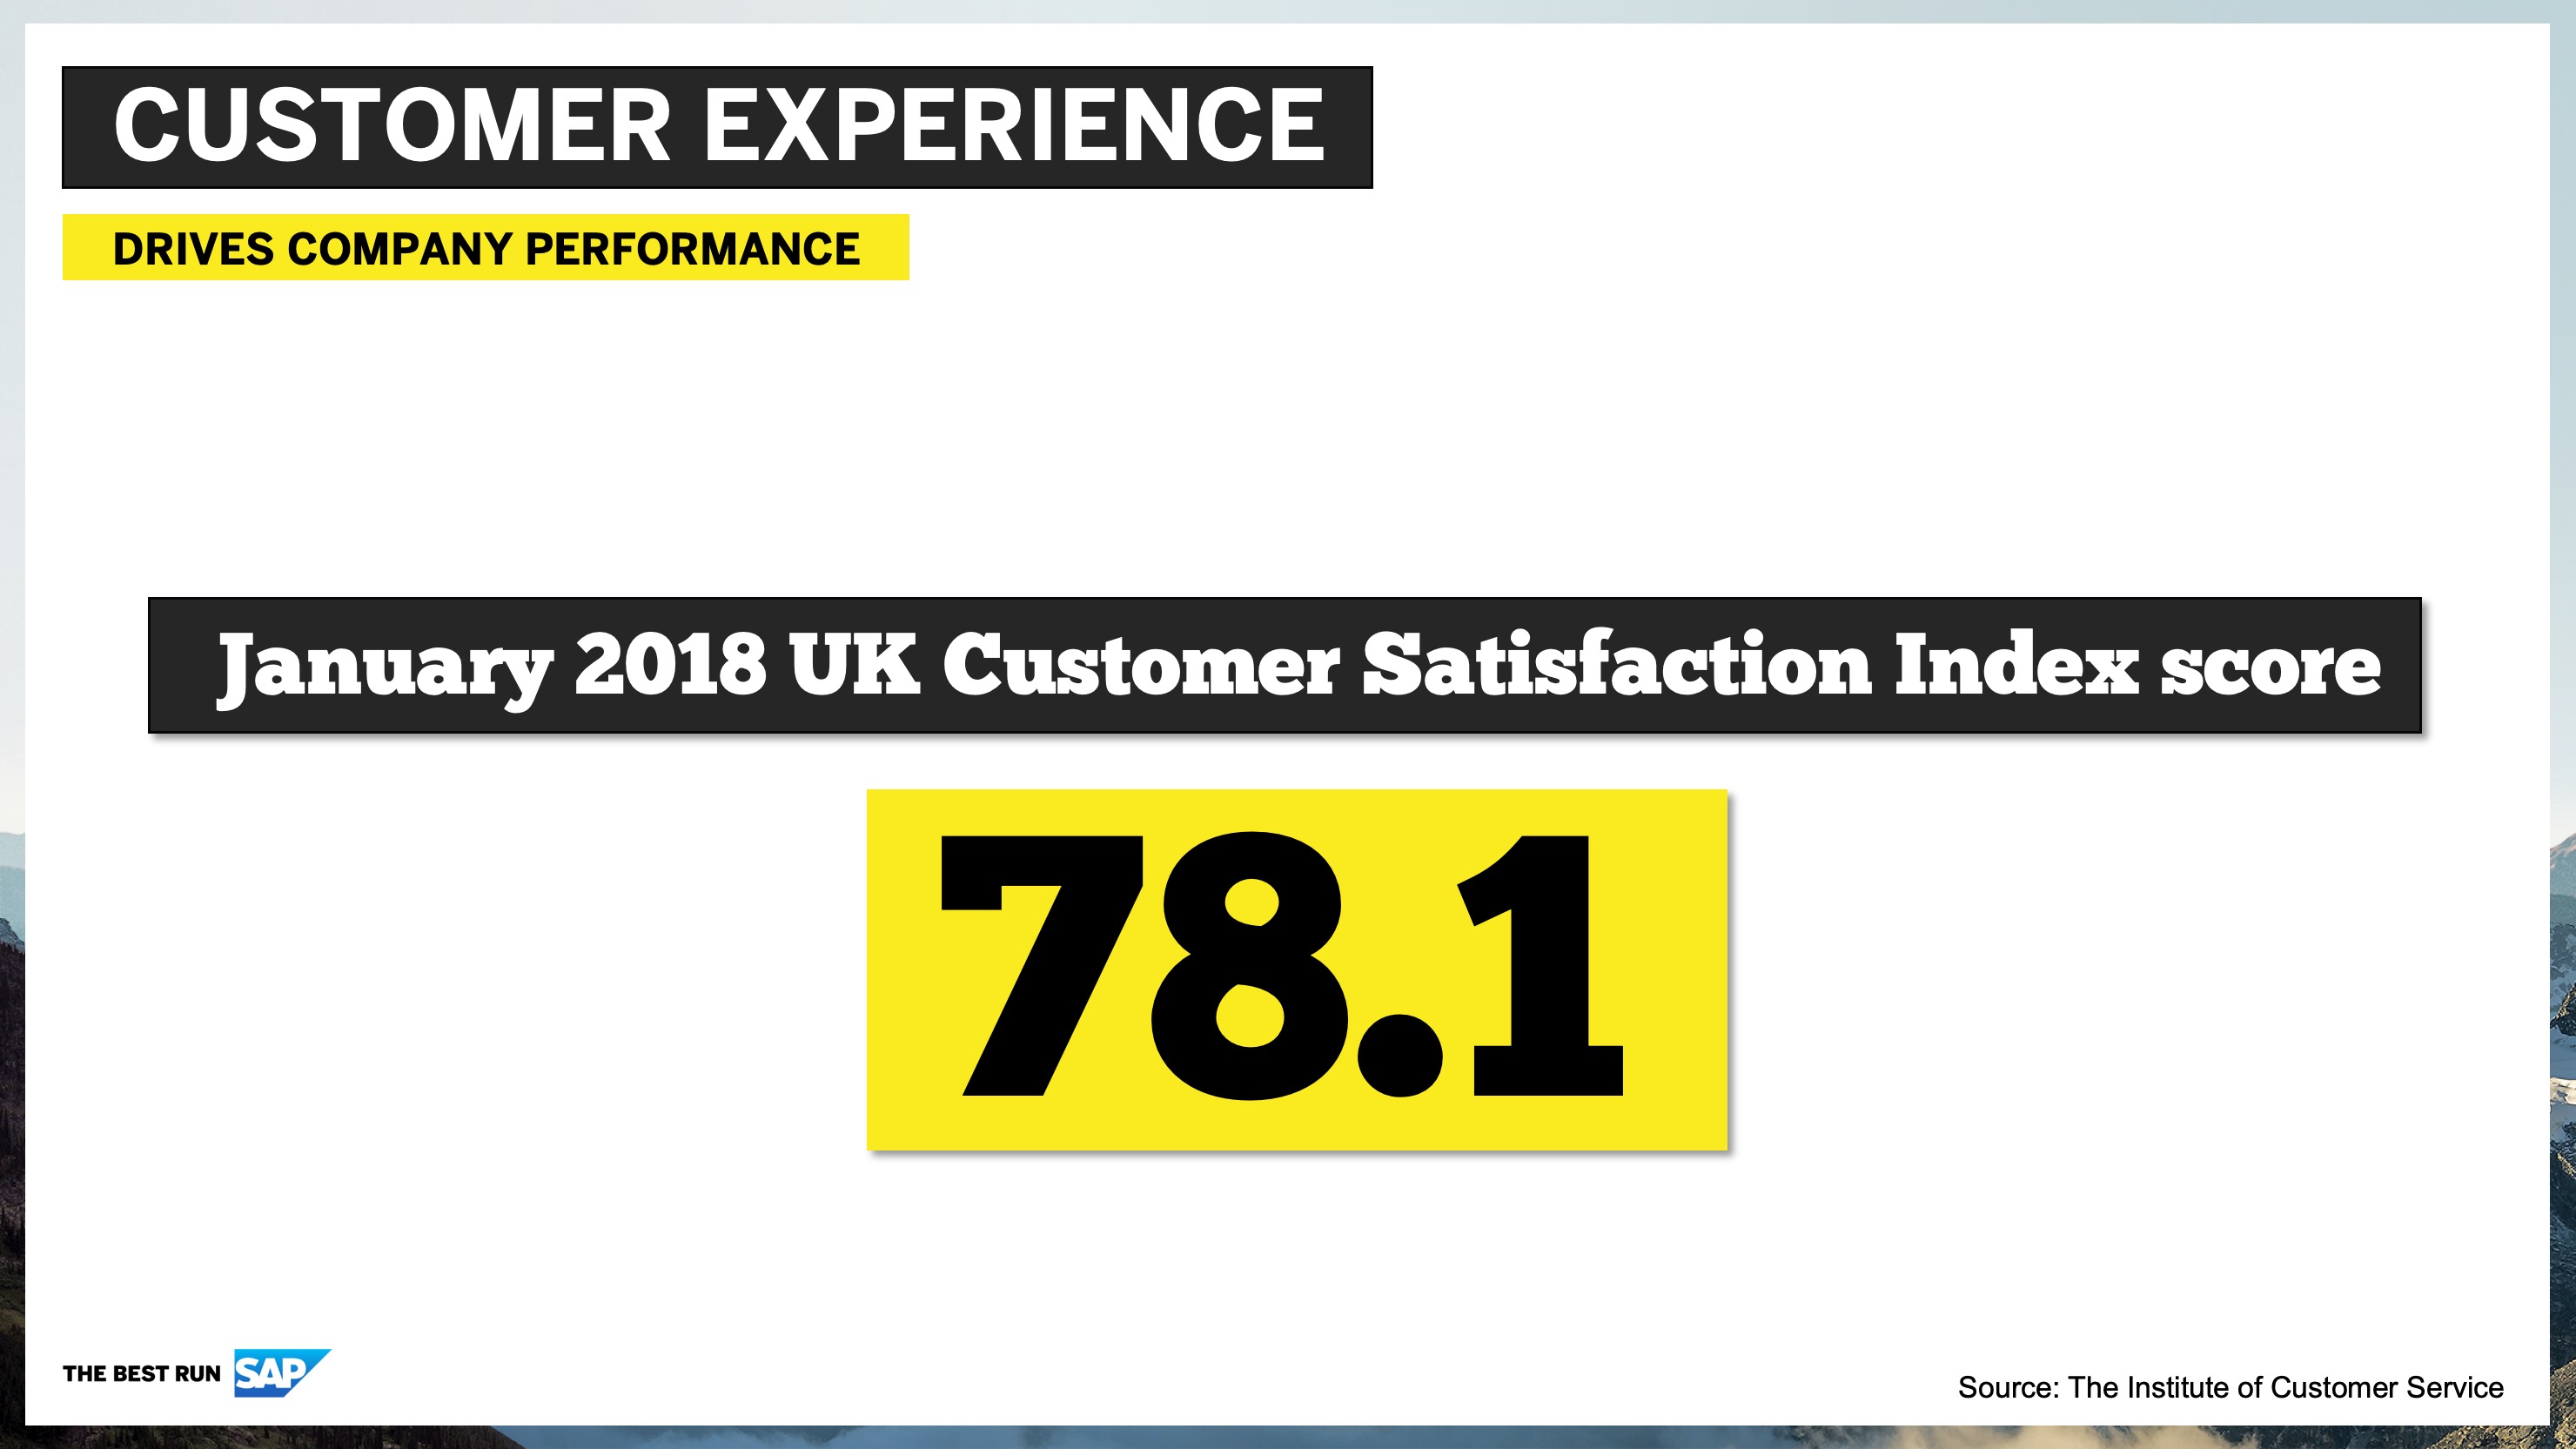 CUSTOMER EXPERIENCE
DRIVES COMPANY PERFORMANCE
January 2018 UK Customer Satisfaction Index score
78.1
THE BEST RUN SAP
Source: The Institute of Customer Service